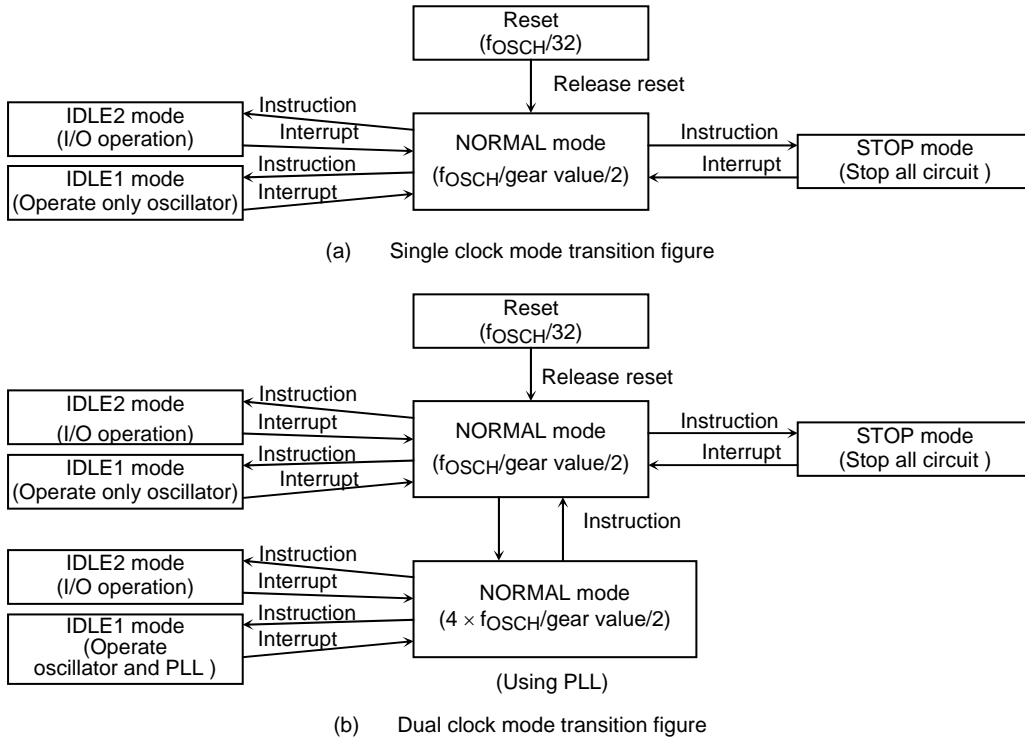 Reset
(fOSCH/32)
Release reset
IDLE2 mode
(I/O operation)
Instruction
Interrupt
IDLE1 mode
(Operate only oscillator)
Instruction
Interrupt
NORMAL mode
(fOSCH/gear value/2)
Instruction
Interrupt
STOP mode
(Stop all circuit )
(a) Single clock mode transition figure
Reset
(fOSCH/32)
Release reset
IDLE2 mode
(I/O operation)
Instruction
Interrupt
IDLE1 mode
(Operate only oscillator)
Instruction
Interrupt
NORMAL mode
(fOSCH/gear value/2)
Instruction
Interrupt
STOP mode
(Stop all circuit )
Instruction
IDLE2 mode
(I/O operation)
Instruction
Interrupt
IDLE1 mode
(Operate
oscillator and PLL )
Instruction
Interrupt
NORMAL mode
(4 × fOSCH/gear value/2)
(Using PLL)
(b) Dual clock mode transition figure